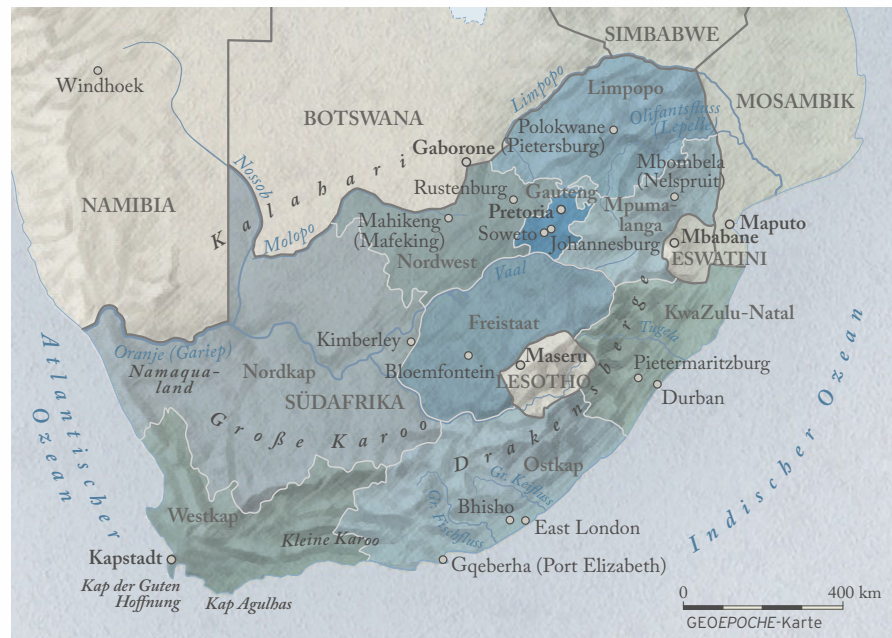 SIMBABWE
Windhoek
Limpopo
Limpopo
MOSAMBIK
BOTSWANA
Olifantsfluss
(Lepelle)
Polokwane
(Pietersburg)
Gaborone
Mbombela
(Nelspruit)
Nossob
Kalahari
Rustenburg
Gauteng
NAMIBIA
Pretoria
Mpuma-
langa
Mahikeng
(Mafeking)
Maputo
Molopo
Soweto
Johannesburg
Mbabane
Nordwest
ESWATINI
Vaal
KwaZulu-Natal
Atlantischer
Ozean
Freistaat
Tugela
Kimberley
Oranje (Gariep)
Namaqua-
land
Nordkap
Maseru
Bloemfontein
LESOTHO
Pietermaritzburg
Durban
SÜDAFRIKA
Große Karoo
Drakensberge
Indischer Ozean
Ostkap
Gr. Keifluss
Gr. Fischfluss
Westkap
Bhisho
East London
Kleine Karoo
Kapstadt
Gqeberha (Port Elizabeth)
Kap der Guten
Hoffnung
Kap Agulhas
0 400 km
GEOEPOCHE-Karte